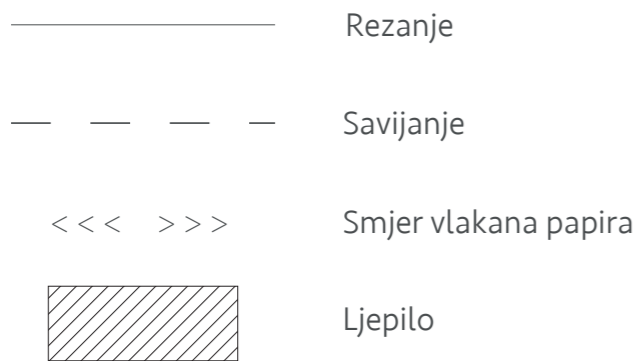 Rezanje
Savijanje
< < < > > > Smjer vlakana papira
Ljepilo